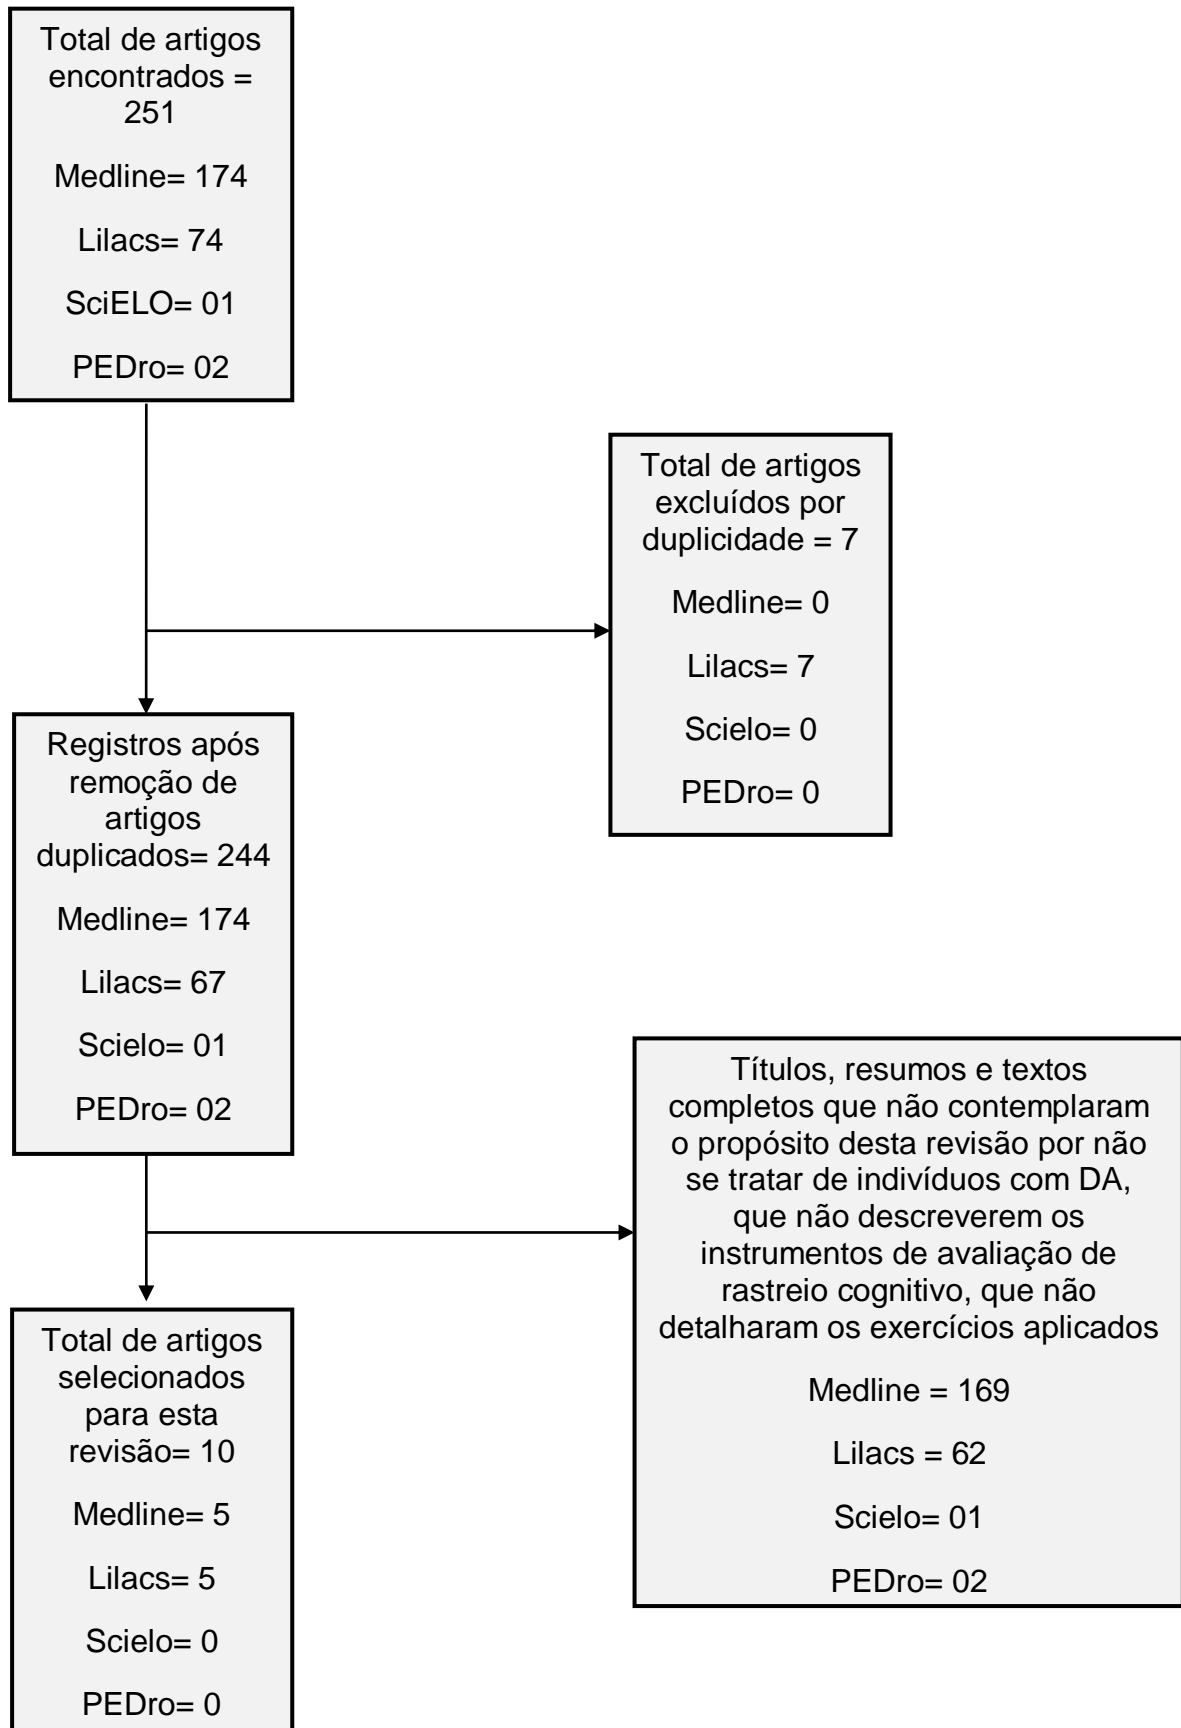 Total de artigos
encontrados =
251
Medline= 174
Lilacs= 74
SciELO= 01
PEDro= 02
Total de artigos
excluídos por
duplicidade = 7
Medline= 0
Lilacs= 7
Scielo= 0
PEDro= 0
Registros após
remoção de
artigos
duplicados= 244
Medline= 174
Lilacs= 67
Scielo= 01
PEDro= 02
Títulos, resumos e textos
completos que não contemplaram
o propósito desta revisão por não
se tratar de indivíduos com DA,
que não descreverem os
instrumentos de avaliação de
rastreio cognitivo, que não
detalharam os exercícios aplicados
Medline = 169
Lilacs = 62
Scielo= 01
PEDro= 02
Total de artigos
selecionados
para esta
revisão= 10
Medline= 5
Lilacs= 5
Scielo= 0
PEDro= 0